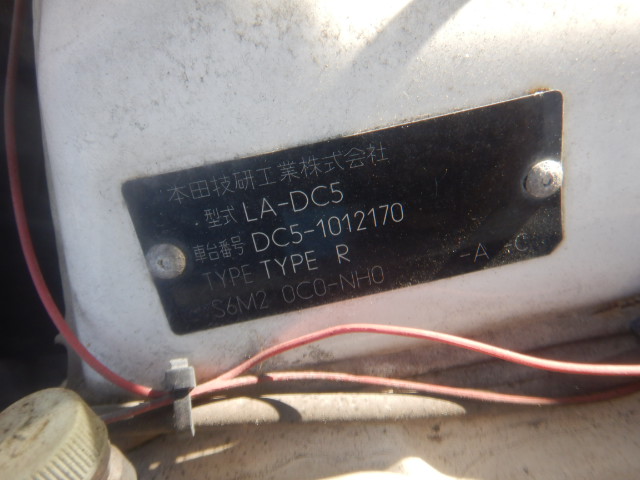 本田技研工業株式会社
型式 LA-DC5
車台番号 DC5-1012170
TYPE TYPE R
S6M2 0C0-NH0 -A -C